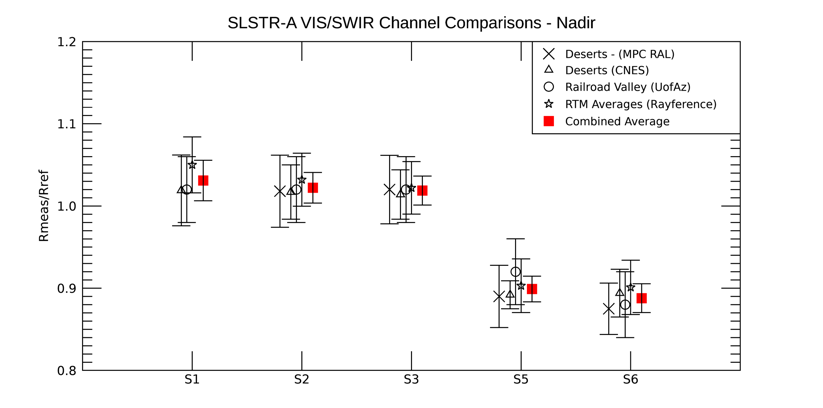 SLSTR-A VIS/SWIR Channel Comparisons - Nadir
1.2
1.1
1.0
0.9
0.8
Rmeas/Rref
Deserts - (MPC RAL)
Deserts (CNES)
Railroad Valley (UofAz)
RTM Averages (Rayference)
Combined Average
S1 S2 S3 S5 S6